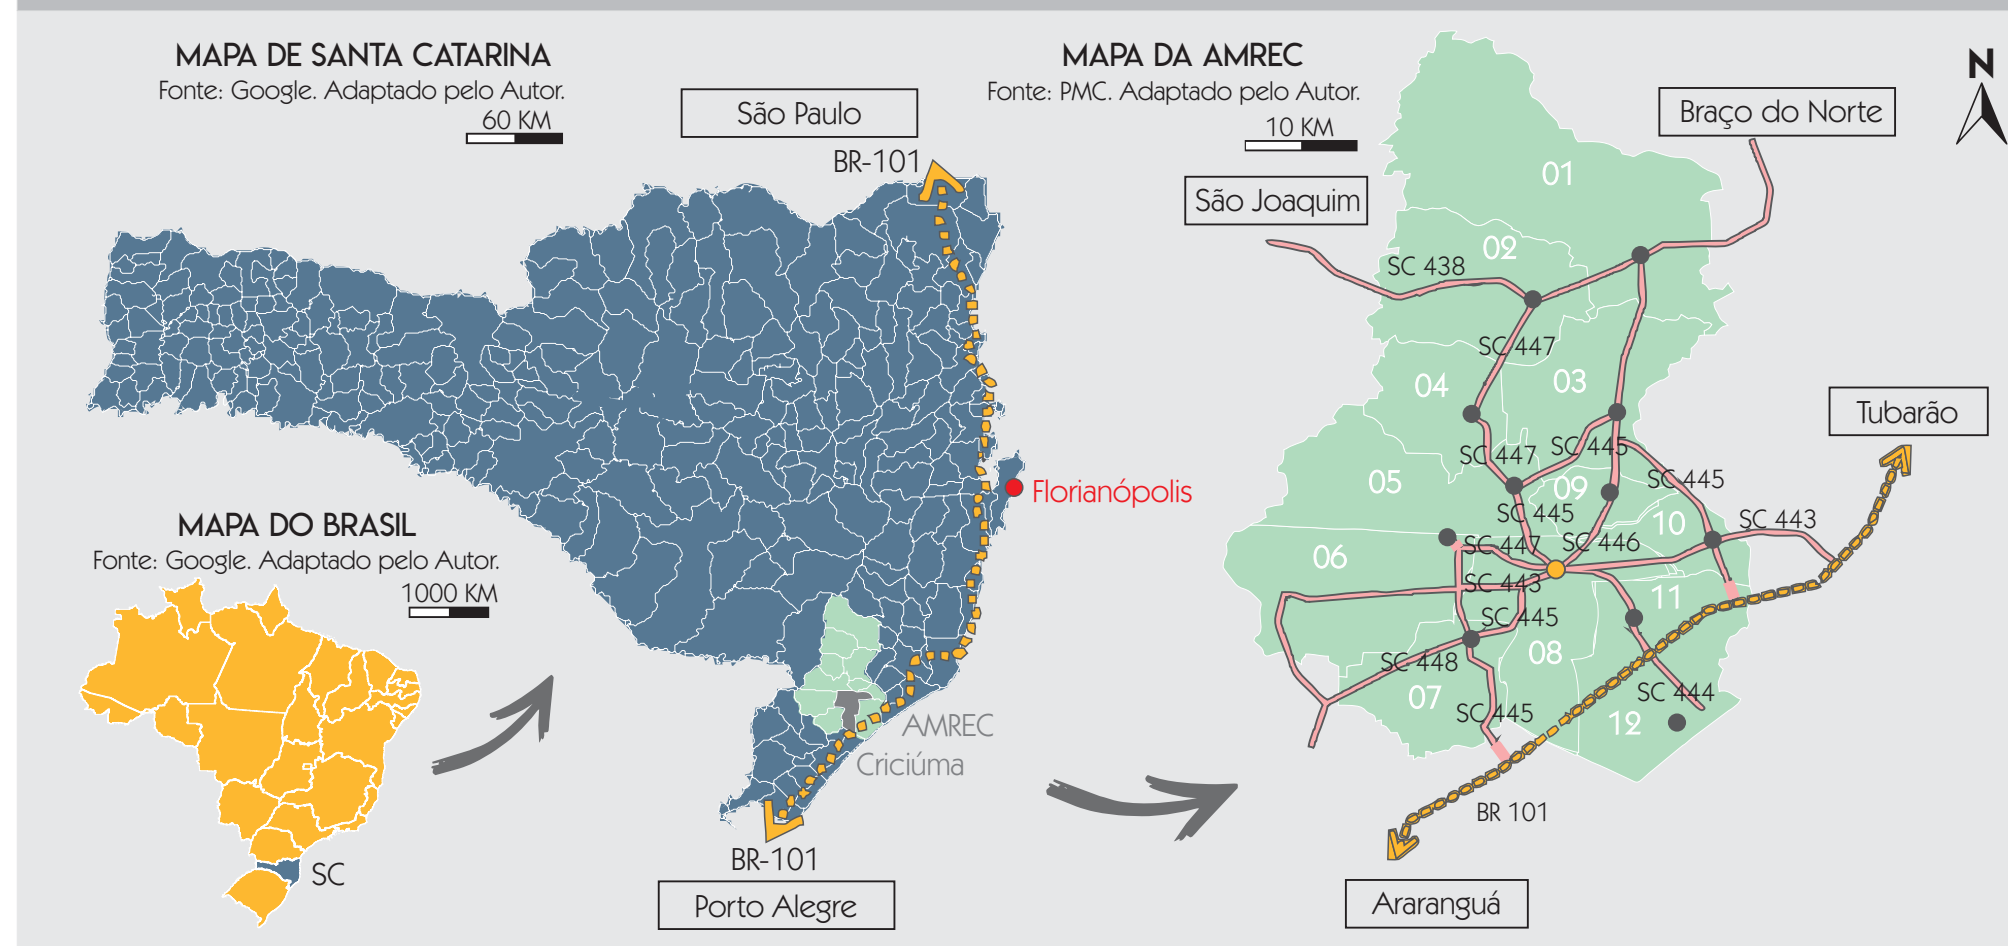 MAPA DE SANTA CATARINA
Fonte: Google. Adaptado pelo Autor.
60 KM
São Paulo
BR-101
Florianópolis
AMREC
Criciúma
BR-101
Porto Alegre
MAPA DO BRASIL
Fonte: Google. Adaptado pelo Autor.
1000 KM
SC
MAPA DA AMREC
Fonte: PMC. Adaptado pelo Autor.
10 KM
N
Braço do Norte
São Joaquim
01
02
SC 438
SC 447
03
04
Tubarão
SC 447
SC 445
SC 445
05
09
SC 445
10
SC 443
06
SC 447
SC 446
SC 443
11
SC 445
08
SC 448
07
SC 444
SC 445
12
BR 101
Araranguá